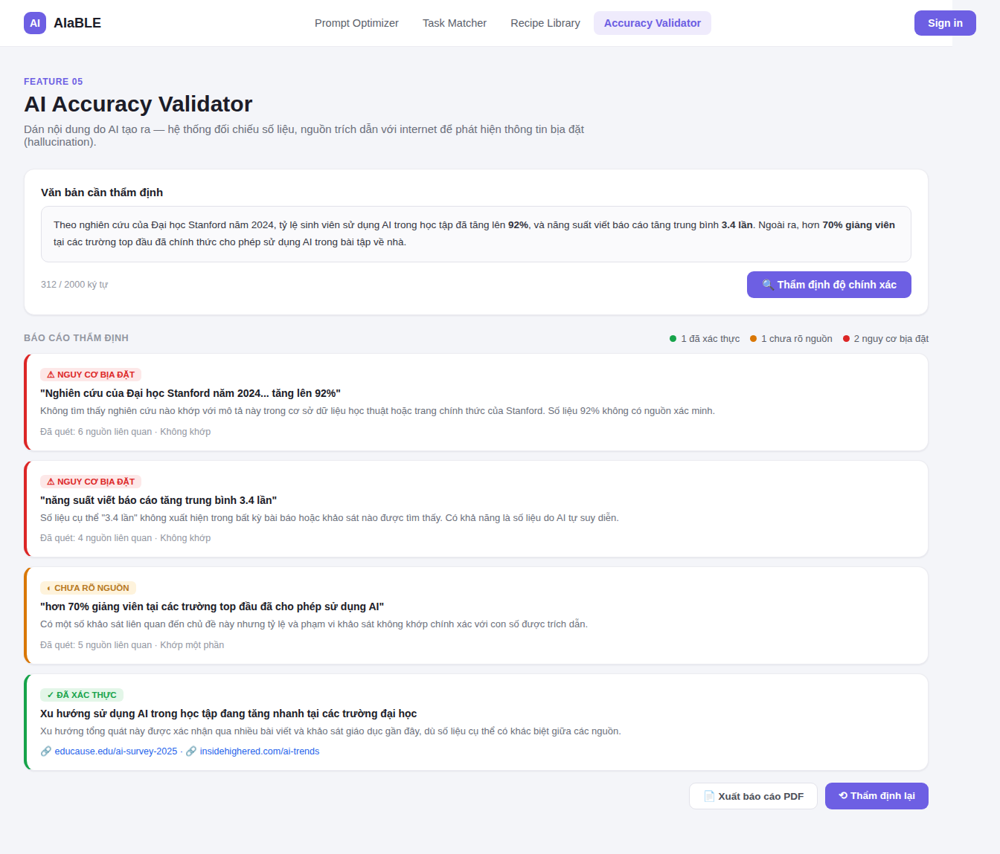 AI AIaBLE
Prompt Optimizer Task Matcher Recipe Library Accuracy Validator Sign in
FEATURE 05
AI Accuracy Validator
Dán nội dung do AI tạo ra — hệ thống đối chiếu số liệu, nguồn trích dẫn với internet để phát hiện thông tin bịa đặt
(hallucination).
Văn bản cần thẩm định
Theo nghiên cứu của Đại học Stanford năm 2024, tỷ lệ sinh viên sử dụng AI trong học tập đã tăng lên 92%, và năng suất viết báo cáo tăng trung bình 3.4 lần. Ngoài ra, hơn 70% giảng viên
tại các trường top đầu đã chính thức cho phép sử dụng AI trong bài tập về nhà.
312 / 2000 ký tự
🔍 Thẩm định độ chính xác
BÁO CÁO THẨM ĐỊNH
1 đã xác thực 1 chưa rõ nguồn 2 nguy cơ bịa đặt
⚠ NGUY CƠ BỊA ĐẶT
"Nghiên cứu của Đại học Stanford năm 2024... tăng lên 92%"
Không tìm thấy nghiên cứu nào khớp với mô tả này trong cơ sở dữ liệu học thuật hoặc trang chính thức của Stanford. Số liệu 92% không có nguồn xác minh.
Đã quét: 6 nguồn liên quan · Không khớp
⚠ NGUY CƠ BỊA ĐẶT
"năng suất viết báo cáo tăng trung bình 3.4 lần"
Số liệu cụ thể "3.4 lần" không xuất hiện trong bất kỳ bài báo hoặc khảo sát nào được tìm thấy. Có khả năng là số liệu do AI tự suy diễn.
Đã quét: 4 nguồn liên quan · Không khớp
CHƯA RÕ NGUỒN
"hơn 70% giảng viên tại các trường top đầu đã cho phép sử dụng AI"
Có một số khảo sát liên quan đến chủ đề này nhưng tỷ lệ và phạm vi khảo sát không khớp chính xác với con số được trích dẫn.
Đã quét: 5 nguồn liên quan · Khớp một phần
✓ ĐÃ XÁC THỰC
Xu hướng sử dụng AI trong học tập đang tăng nhanh tại các trường đại học
Xu hướng tổng quát này được xác nhận qua nhiều bài viết và khảo sát giáo dục gần đây, dù số liệu cụ thể có khác biệt giữa các nguồn.
🔗 educause.edu/ai-survey-2025 · 🔗 insidehighered.com/ai-trends
📄 Xuất báo cáo PDF ⟲ Thẩm định lại